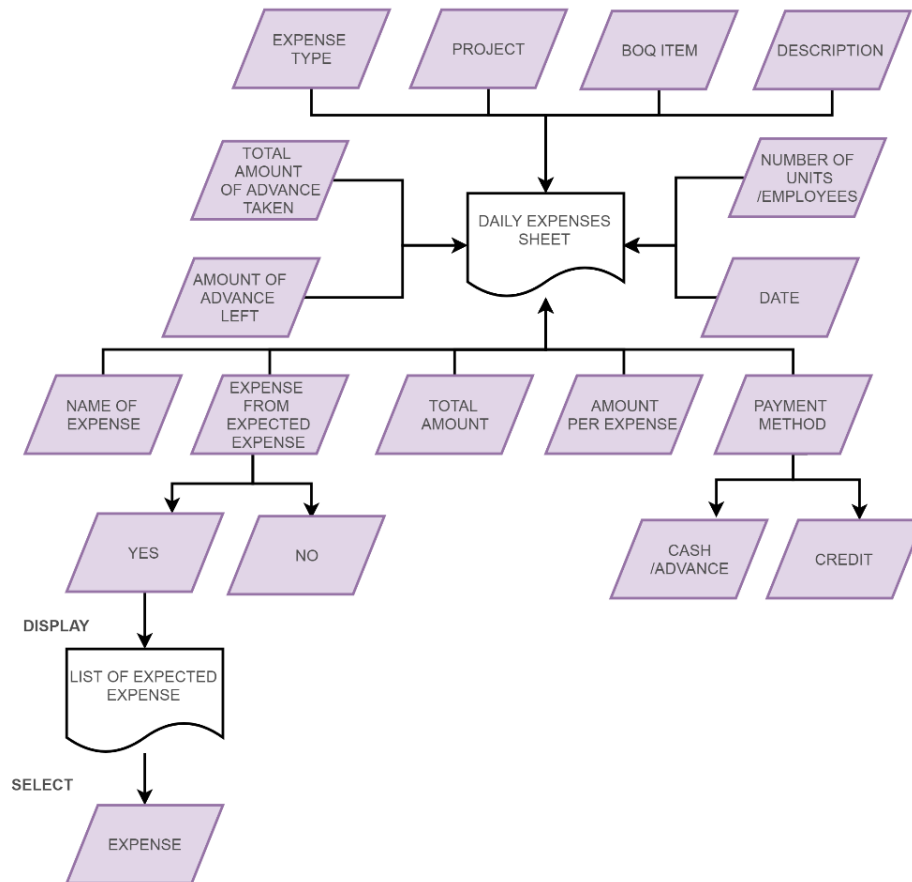 EXPENSE
TYPE
PROJECT
BOQ ITEM
DESCRIPTION
TOTAL
AMOUNT
OF ADVANCE
TAKEN
NUMBER OF
UNITS
/EMPLOYEES
DAILY EXPENSES
SHEET
AMOUNT OF
ADVANCE
LEFT
DATE
NAME OF
EXPENSE
EXPENSE
FROM
EXPECTED
EXPENSE
TOTAL
AMOUNT
AMOUNT
PER EXPENSE
PAYMENT
METHOD
YES
NO
CASH
/ADVANCE
CREDIT
DISPLAY
LIST OF EXPECTED
EXPENSE
SELECT
EXPENSE